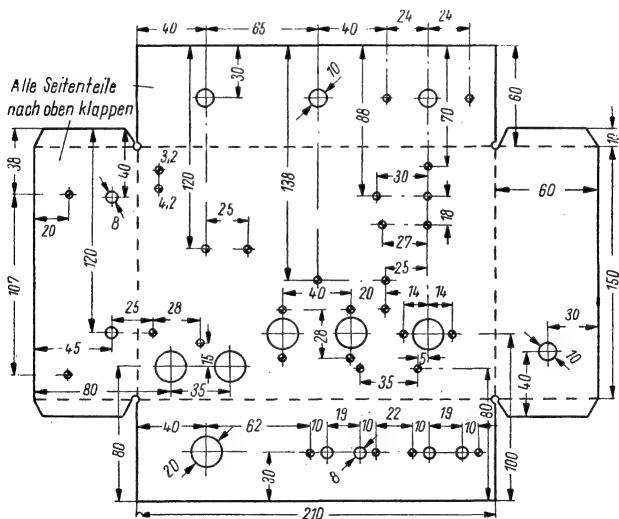 40 65 40 24 24
Alle Seitenteile
nach oben klappen
30 10 88 70 60
38 40 3,2 120 138 30 10
4,2
20 8 18 60
120 25 27
107 25 150
25 28 40 20 14 14 30
45 28
15 5 10
80 35 35 40
40 62 10 19 10 22 10 19 10 80
80 20 30 8 100
210